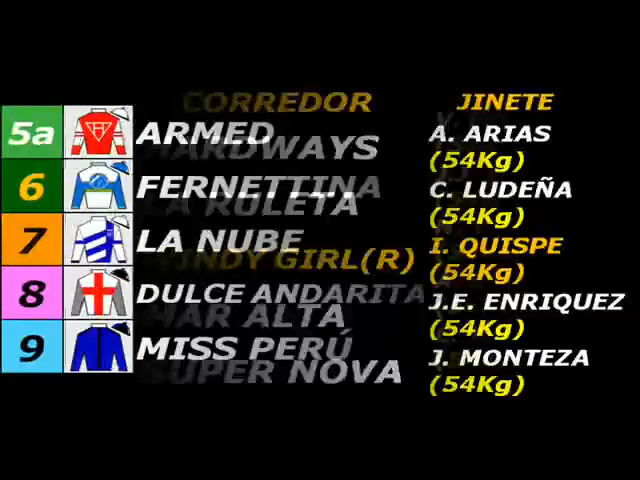 CORREDOR JINETE
5a ARMED A. ARIAS
HARDWAYS (54Kg)
6 FERNETTINA C. LUDEÑA
LA RULETA (54Kg)
7 LA NUBE I. QUISPE
GIRL(R) (54Kg)
8 DULCE ANDARITA J.E. ENRIQUEZ
MAR ALTA (54Kg)
9 MISS PERÚ J. MONTEZA
SUPER NOVA (54Kg)